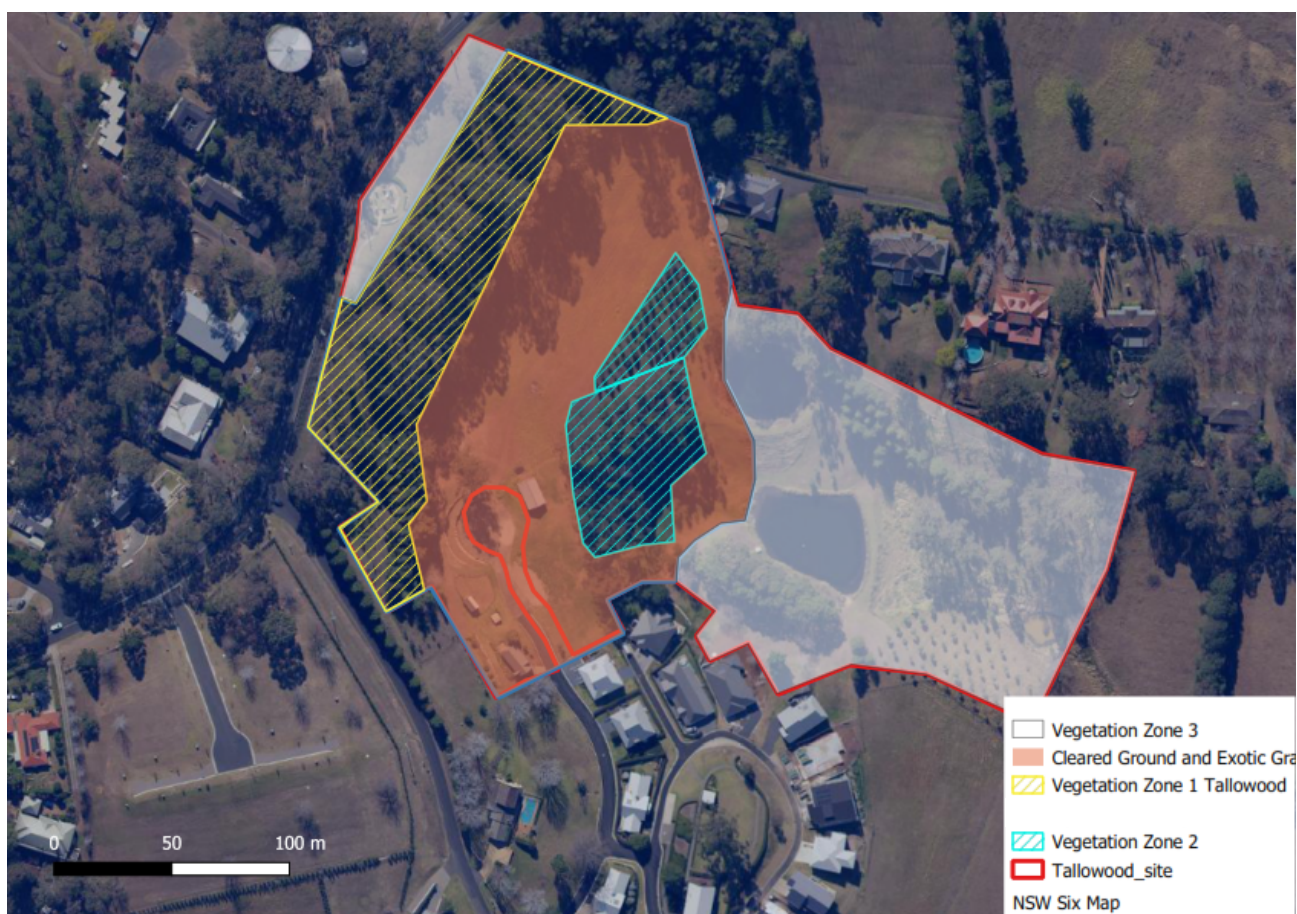 Vegetation Zone 3
Cleared Ground and Exotic Gra
Vegetation Zone 1 Tallowood
Vegetation Zone 2
Tallowood_site
NSW Six Map
0 50 100 m